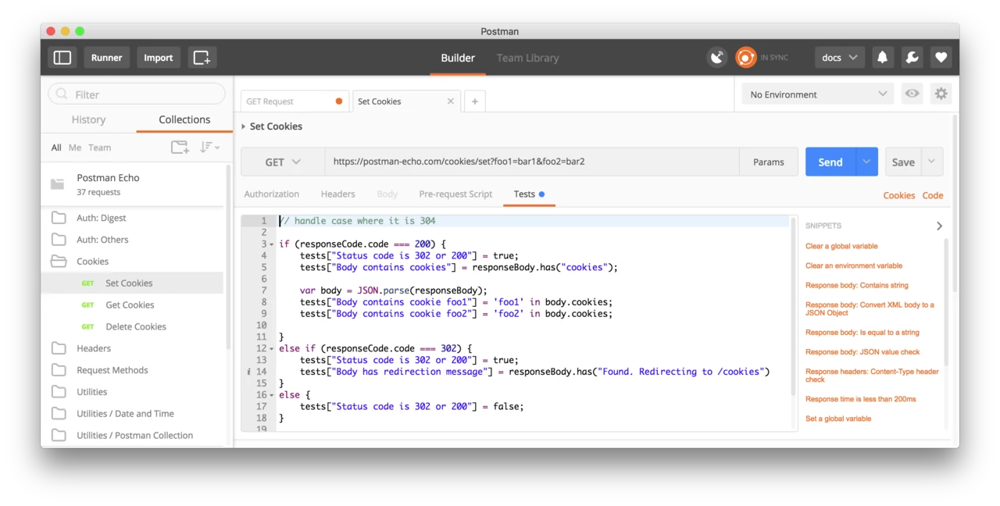 Postman
Runner Import Builder Team Library IN SYNC docs
Filter
History Collections
All Me Team
Postman Echo
37 requests
Auth: Digest
Auth: Others
Cookies
GET Set Cookies
GET Get Cookies
GET Delete Cookies
Headers
Request Methods
Utilities
Utilities / Date and Time
Utilities / Postman Collection
GET Request Set Cookies +
No Environment
Set Cookies
GET https://postman-echo.com/cookies/set?foo1=bar1&foo2=bar2 Params Send Save
Authorization Headers Body Pre-request Script Tests Cookies Code
1 // handle case where it is 304
2
3 if (responseCode.code === 200) {
4 tests["Status code is 302 or 200"] = true;
5 tests["Body contains cookies"] = responseBody.has("cookies");
6
7 var body = JSON.parse(responseBody);
8 tests["Body contains cookie foo1"] = 'foo1' in body.cookies;
9 tests["Body contains cookie foo2"] = 'foo2' in body.cookies;
10
11 }
12 else if (responseCode.code === 302) {
13 tests["Status code is 302 or 200"] = true;
i 14 tests["Body has redirection message"] = responseBody.has("Found. Redirecting to /cookies")
15 }
16 else {
17 tests["Status code is 302 or 200"] = false;
18 }
19
SNIPPETS
Clear a global variable
Clear an environment variable
Response body: Contains string
Response body: Convert XML body to a
JSON Object
Response body: Is equal to a string
Response body: JSON value check
Response headers: Content-Type header
check
Response time is less than 200ms
Set a global variable